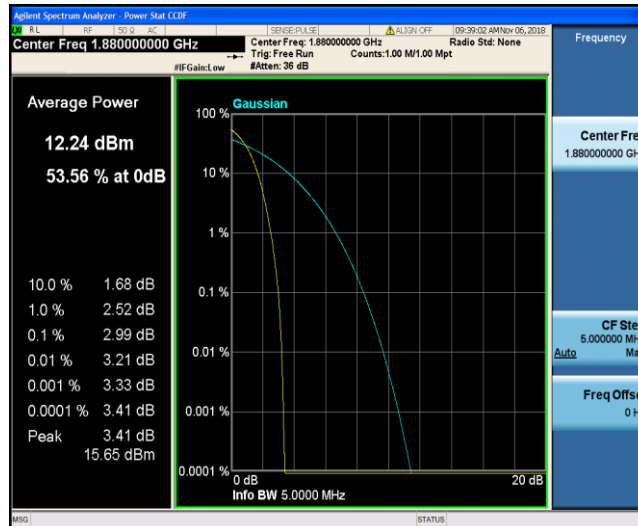 Agilent Spectrum Analyzer - Power Stat CCDF
RL RF 50 Ω AC SENSE:PULSE ALIGN OFF 09:39:02 AM Nov 06, 2018
Center Freq 1.880000000 GHz
Center Freq: 1.880000000 GHz Radio Std: None
Trig: Free Run Counts:1.00 M/1.00 Mpt
#IFGain:Low #Atten: 36 dB
Frequency
Average Power
12.24 dBm
53.56 % at 0dB
10.0 % 1.68 dB
1.0 % 2.52 dB
0.1 % 2.99 dB
0.01 % 3.21 dB
0.001 % 3.33 dB
0.0001 % 3.41 dB
Peak 3.41 dB
15.65 dBm
Gaussian
100 %
10 %
1 %
0.1 %
0.01 %
0.001 %
0.0001 %
0 dB 20 dB
Info BW 5.0000 MHz
Center Fre
1.880000000 GH
CF Ste
5.000000 MH
Auto Ma
Freq Offs
0 H
MSG STATUS